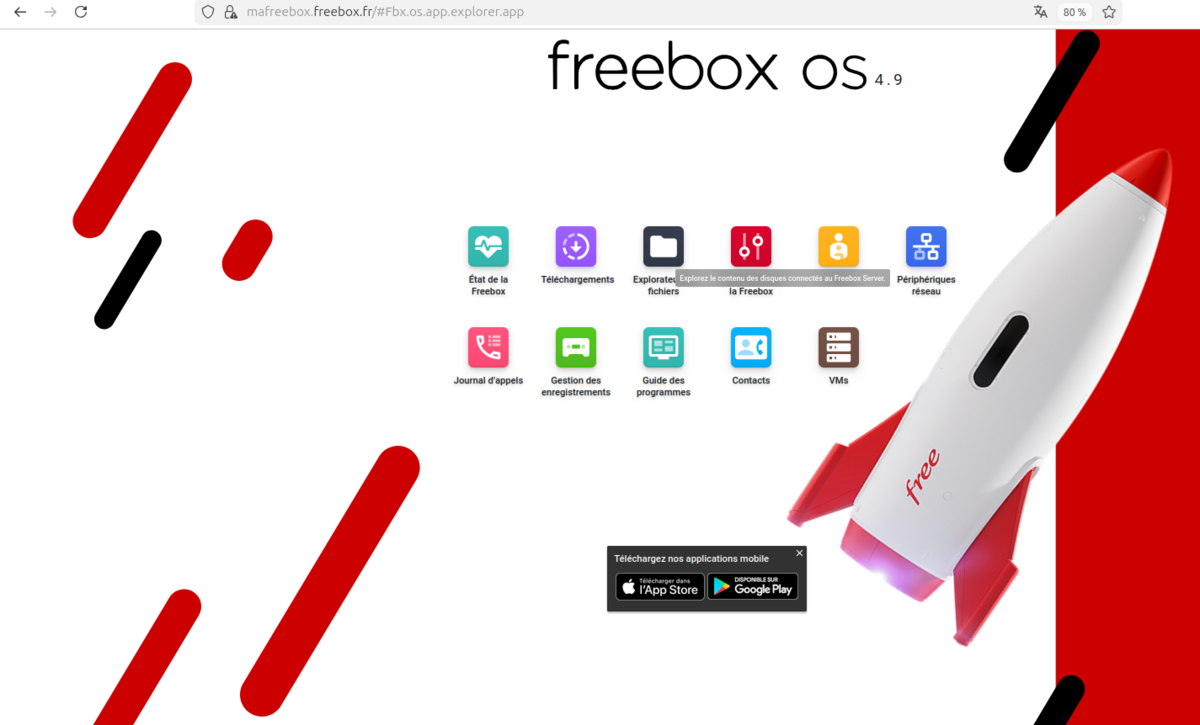 mafreebox.freebox.fr/#Fbx.os.app.explorer.app
80 %
freebox os 4.9
État de la
Freebox
Téléchargements
fichiers
Explorez le contenu des disques connectés au Freebox Server.
la Freebox
Périphériques
réseau
Journal d'appels
Gestion des
enregistrements
Guide des
programmes
Contacts
VMs
free
Téléchargez nos applications mobile
Télécharger dans
l'App Store
DISPONIBLE SUR
Google Play